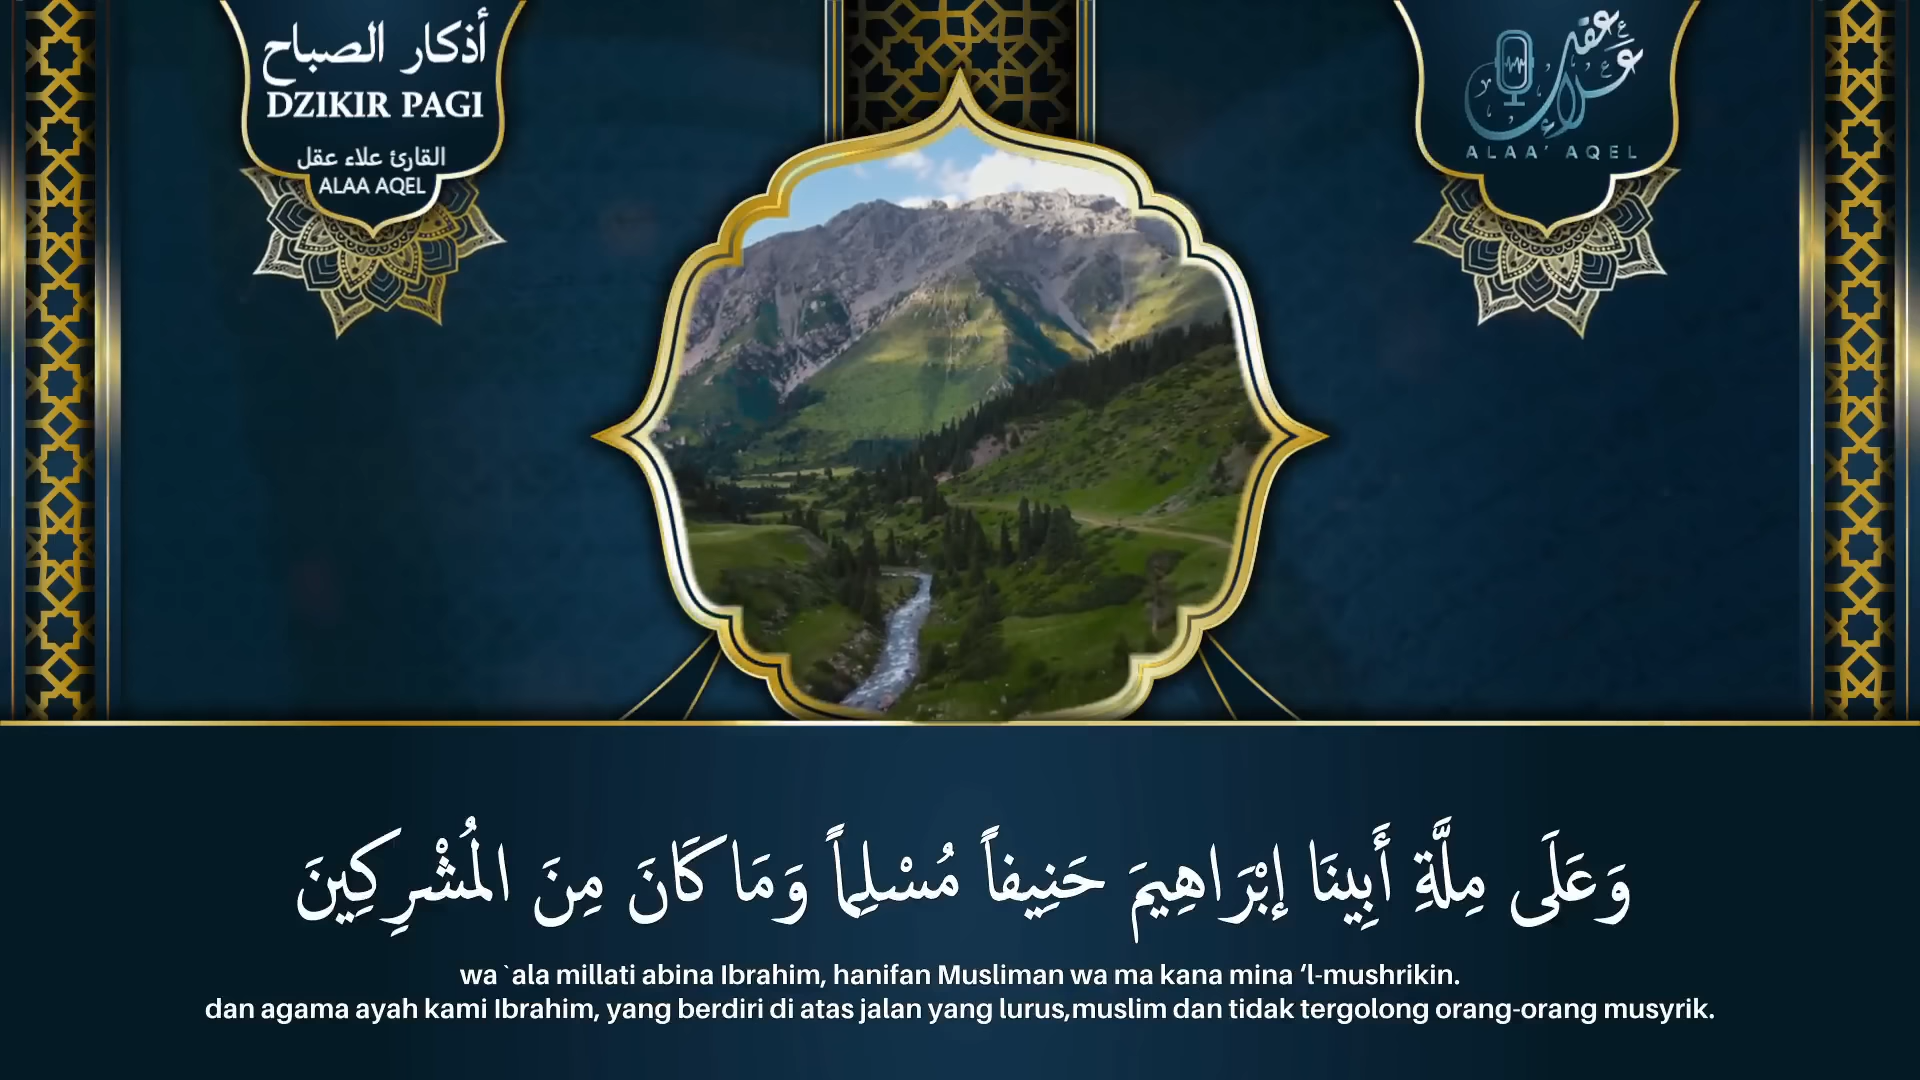 أذكار الصباح
DZIKIR PAGI
القارئ علاء عقل
ALAA AQEL
علاء عقل
ALAA' AQEL
وَعَلَى مِلَّةِ أَبِينَا إِبْرَاهِيمَ حَنِيفاً مُسْلِماً وَمَا كَانَ مِنَ الْمُشْرِكِينَ
wa `ala millati abina Ibrahim, hanifan Musliman wa ma kana mina ‘l-mushrikin.
dan agama ayah kami Ibrahim, yang berdiri di atas jalan yang lurus,muslim dan tidak tergolong orang-orang musyrik.